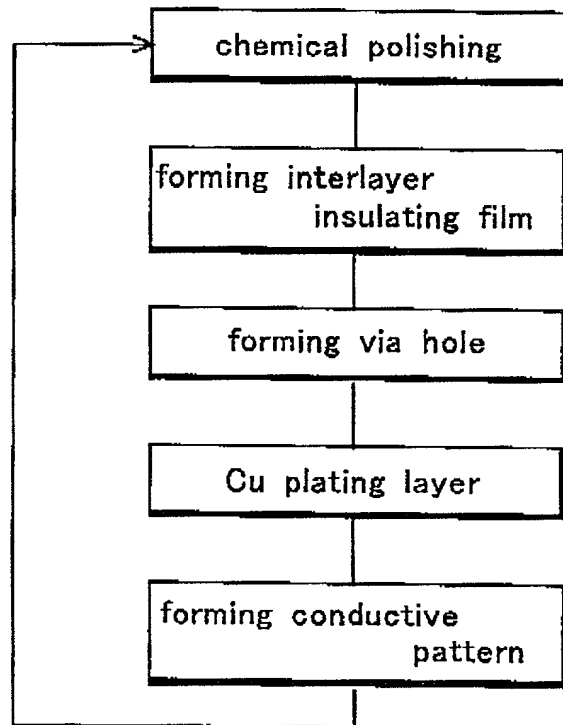 chemical polishing
forming interlayer
insulating film
forming via hole
Cu plating layer
forming conductive
pattern